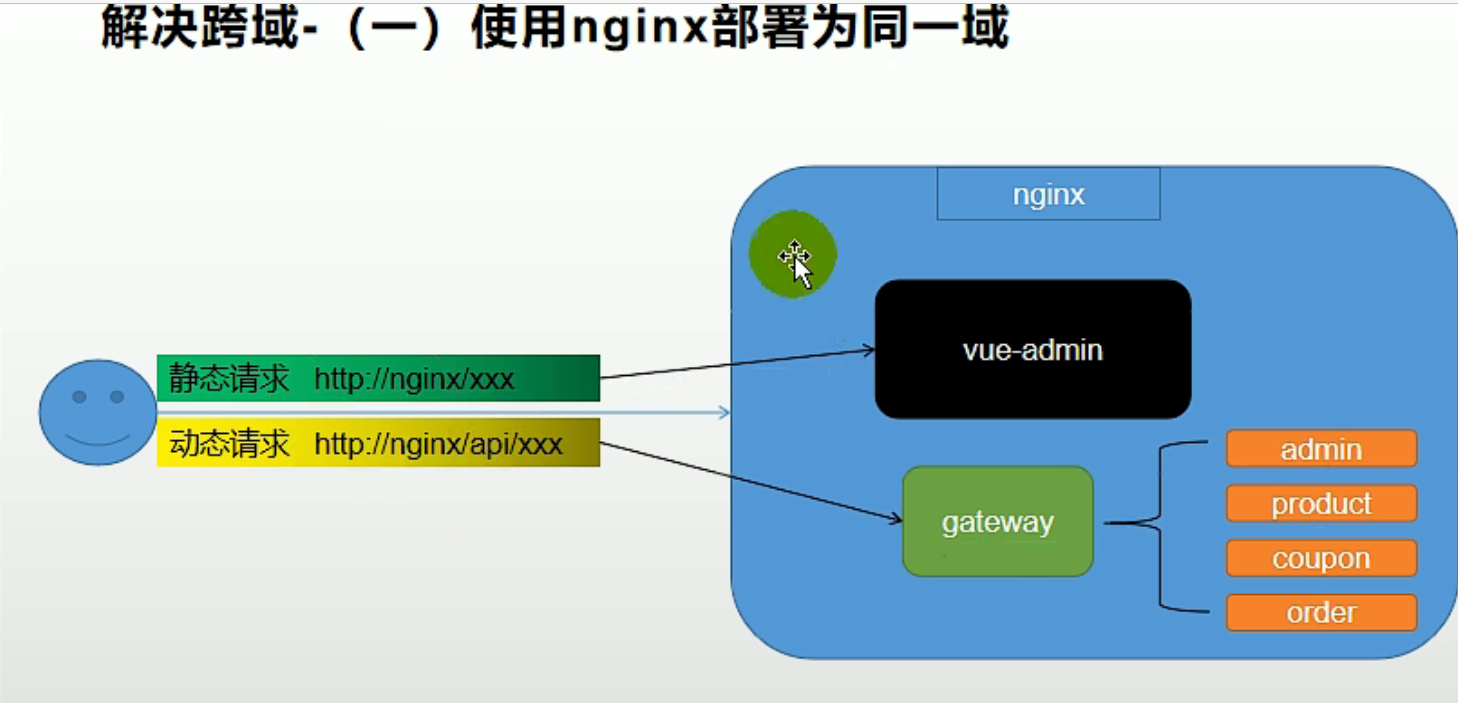 解决跨域-（一）使用nginx部署为同一域
nginx
vue-admin
静态请求 http://nginx/xxx
动态请求 http://nginx/api/xxx
gateway
admin
product
coupon
order